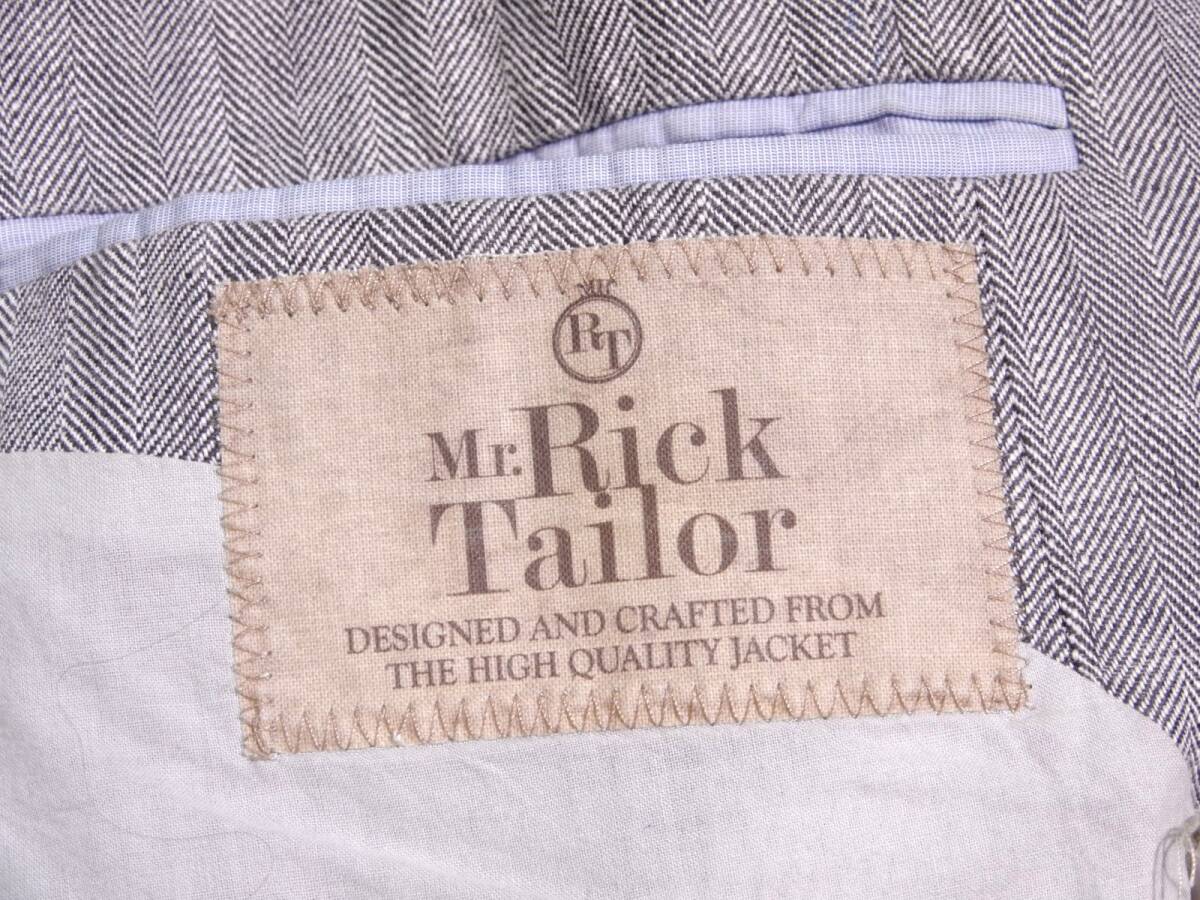 RT
Mr. Rick
Tailor
DESIGNED AND CRAFTED FROM
THE HIGH QUALITY JACKET